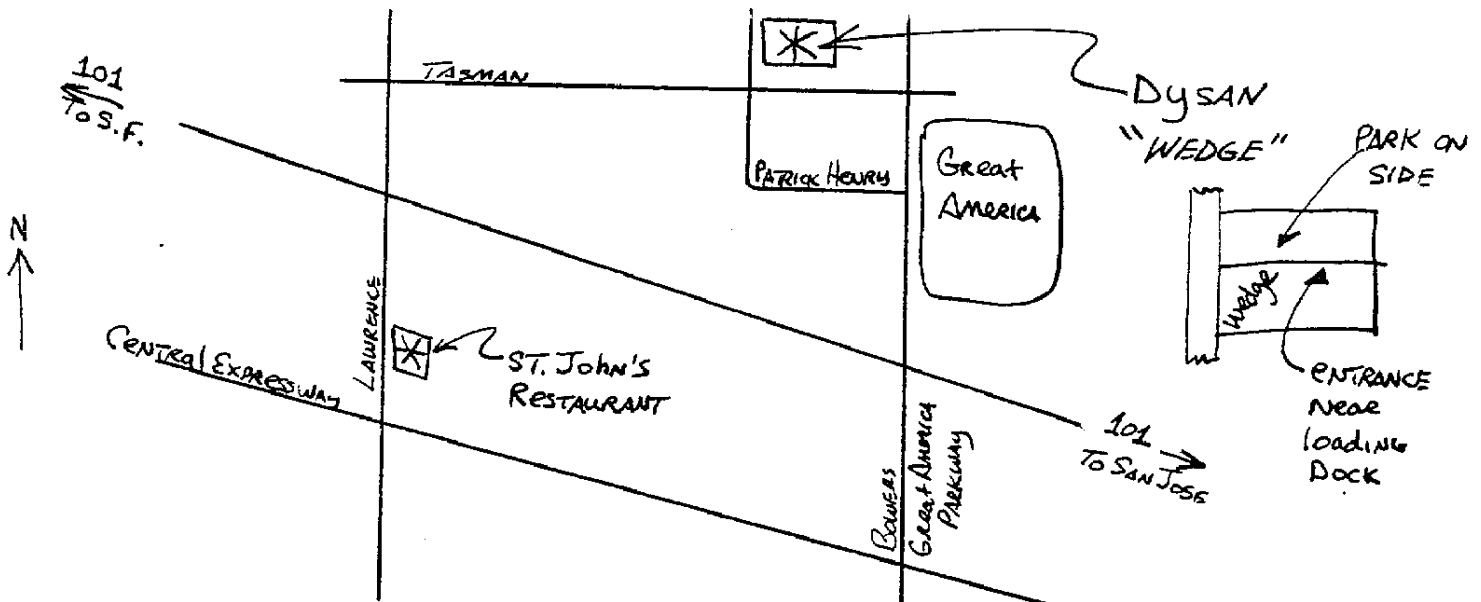 101
To S.F.
TASMAN
DYSAN
"WEDGE"
PARK ON
SIDE
PATRICK HENRY
Great
AMERICA
N
wedge
LAWRENCE
CENTRAL EXPRESSWAY
ST. JOHN'S
RESTAURANT
ENTRANCE
Near
loading
Dock
101
To SAN JOSE
BOWERS
Great AMERICA
PARKWAY